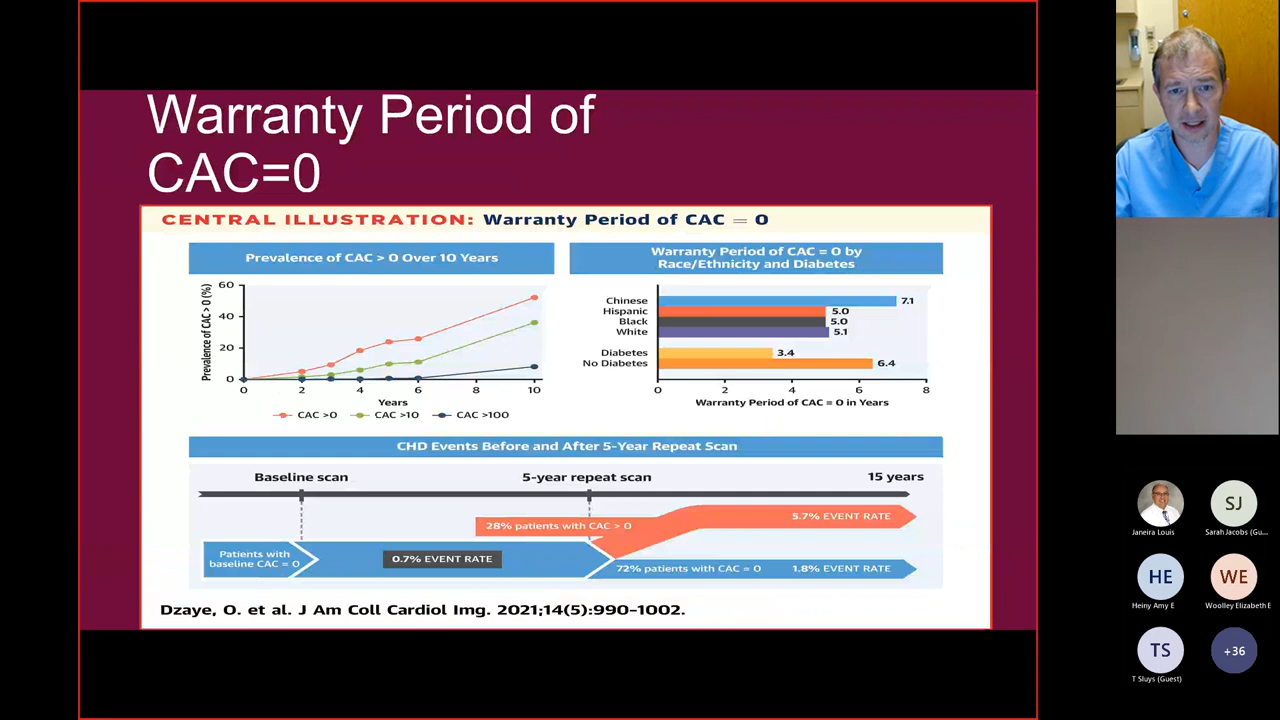 Warranty Period of
CAC=0
CENTRAL ILLUSTRATION: Warranty Period of CAC = 0
Prevalence of CAC > 0 Over 10 Years
Prevalence of CAC > 0 (%)
60
40
20
0
0 2 4 6 8 10
Years
CAC >0 CAC >10 CAC >100
Warranty Period of CAC = 0 by
Race/Ethnicity and Diabetes
Chinese 7.1
Hispanic 5.0
Black 5.0
White 5.1
Diabetes 3.4
No Diabetes 6.4
0 2 4 6 8
Warranty Period of CAC = 0 in Years
CHD Events Before and After 5-Year Repeat Scan
Baseline scan 5-year repeat scan 15 years
28% patients with CAC > 0 5.7% EVENT RATE
Patients with
baseline CAC = 0
0.7% EVENT RATE
72% patients with CAC = 0 1.8% EVENT RATE
Dzaye, O. et al. J Am Coll Cardiol Img. 2021;14(5):990-1002.
Janeira Louis
SJ
Sarah Jacobs (Gu...
HE
Heiny Amy E
WE
Woolley Elizabeth E
TS
T Sluys (Guest)
+36